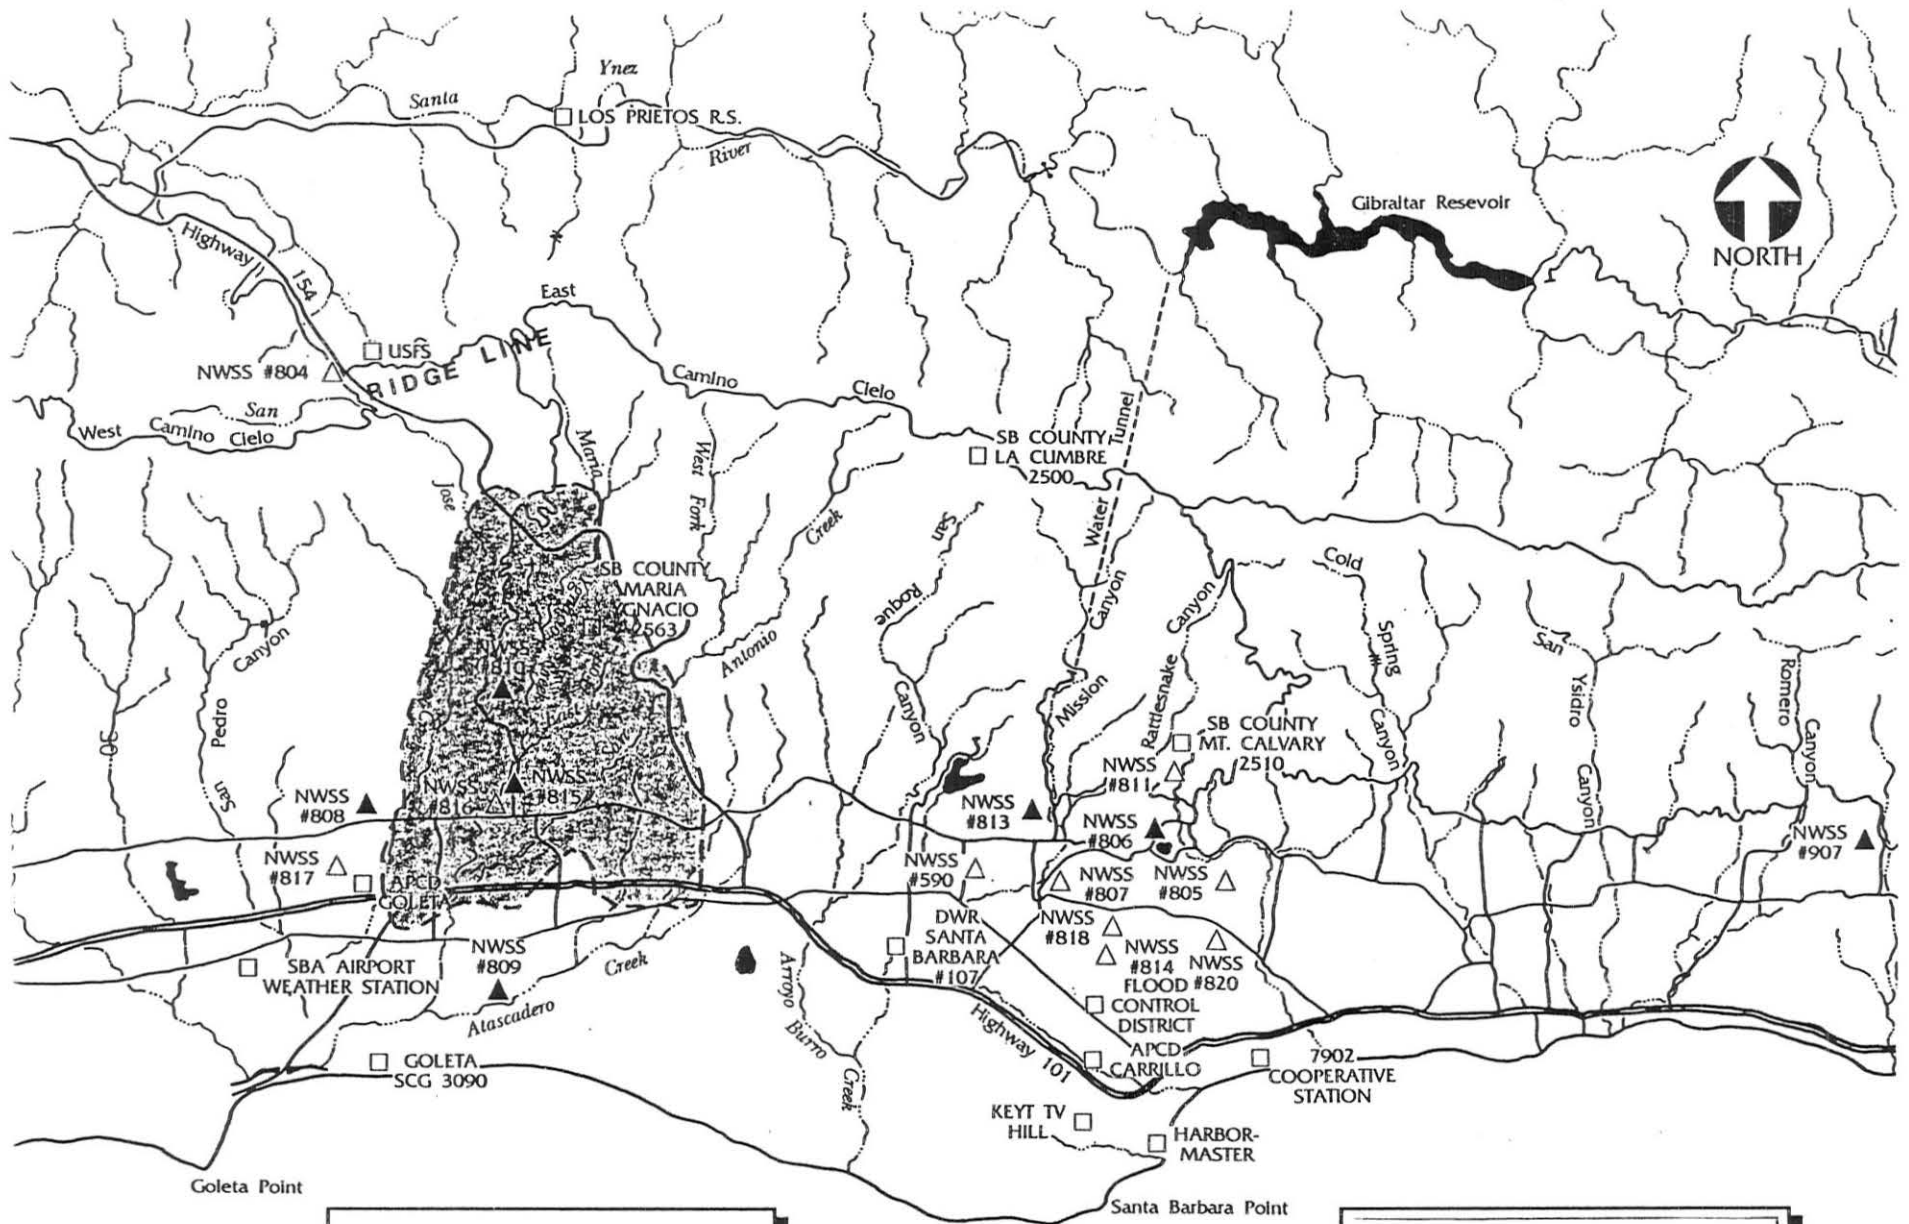 Ynez
Santa
LOS PRIETOS R.S.
River
Gibraltar Resevoir
NORTH
Highway
154
East
USFS
RIDGE LINE
NWSS #804
San
West Camino Cielo
Camino
Cielo
Jose
Maria
West
Fork
Creek
SB COUNTY
LA CUMBRE
2500
Tunnel
Water
San
Roque
Canyon
Canyon
Mission
Canyon
Rattlesnake
Cold
Spring
Canyon
San
Ysidro
Canyon
Romero
Canyon
Canyon
Pedro
San
SB COUNTY
MARIA
YGNACIO
2563
Antonio
NWSS
#810
East
SB COUNTY
MT. CALVARY
2510
NWSS
#811
NWSS
#808
NWSS
#816
NWSS
#815
NWSS
#813
NWSS
#806
NWSS
#907
NWSS
#817
APCD
GOLETA
NWSS
#590
NWSS
#807
NWSS
#805
DWR
SANTA
BARBARA
#107
NWSS
#818
NWSS
#814
NWSS
#820
FLOOD
CONTROL
DISTRICT
SBA AIRPORT
WEATHER STATION
NWSS
#809
Creek
Atascadero
Arroyo
Burro
Creek
Highway 101
GOLETA
SCG 3090
APCD
CARRILLO
7902
COOPERATIVE
STATION
KEYT TV
HILL
HARBOR-
MASTER
Goleta Point
Santa Barbara Point